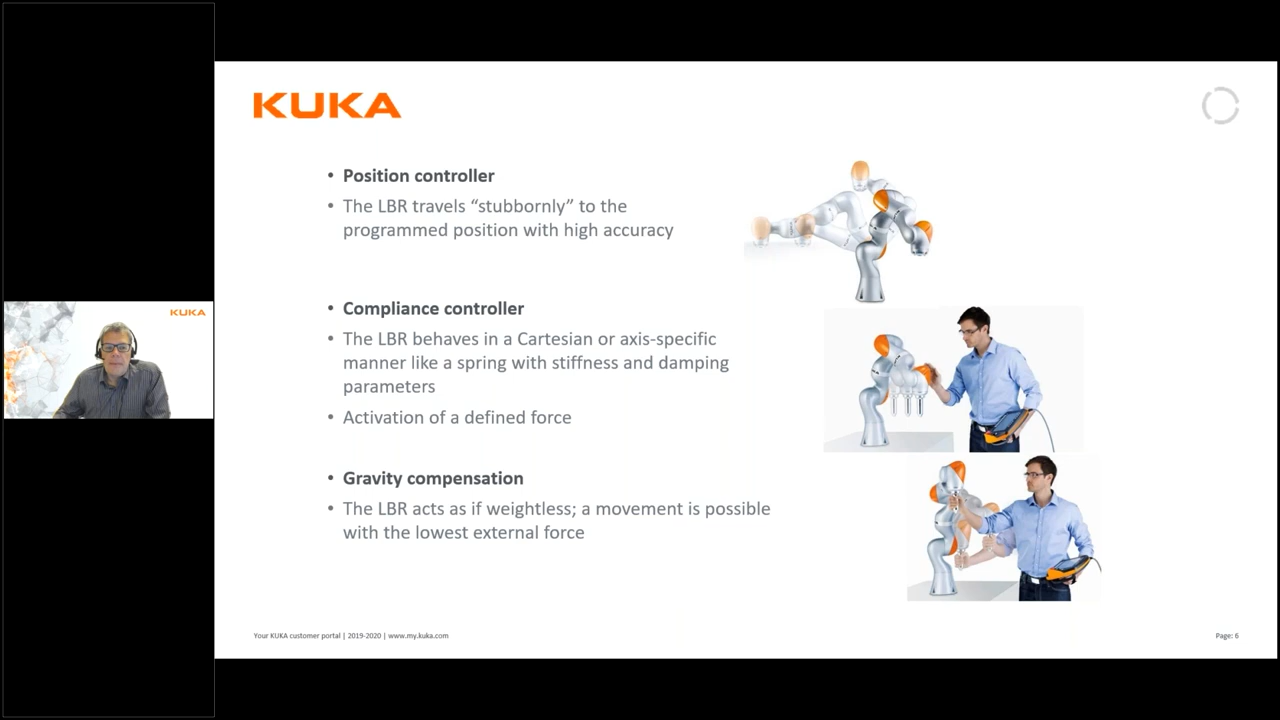 KUKA
KUKA
• Position controller
• The LBR travels “stubbornly” to the
programmed position with high accuracy
• Compliance controller
• The LBR behaves in a Cartesian or axis-specific
manner like a spring with stiffness and damping
parameters
• Activation of a defined force
• Gravity compensation
• The LBR acts as if weightless; a movement is possible
with the lowest external force
Your KUKA customer portal | 2019-2020 | www.my.kuka.com
Page: 6